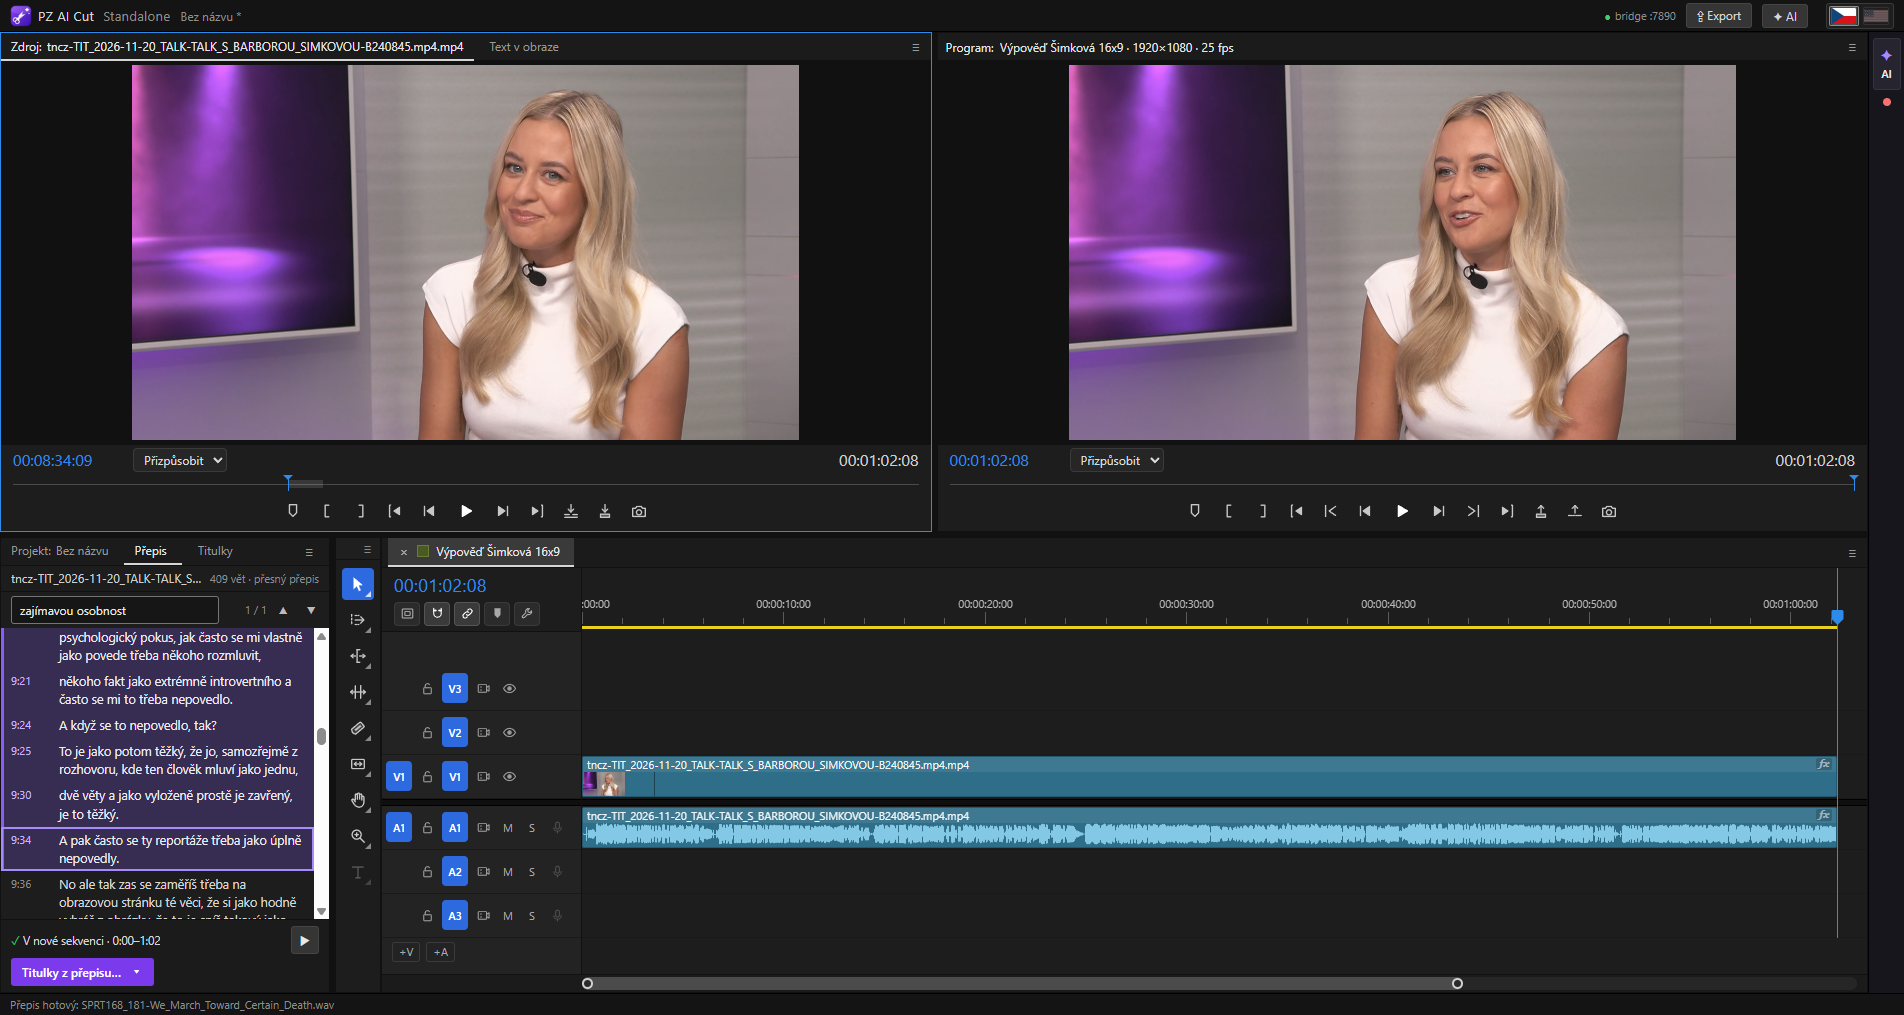 PZ AI Cut Standalone Bez názvu *
bridge :7890 Export AI
Zdroj: tncz-TIT_2026-11-20_TALK-TALK_S_BARBOROU_SIMKOVOU-B240845.mp4.mp4 Text v obraze
Program: Výpověď Šimková 16x9 · 1920×1080 · 25 fps
AI
00:08:34:09 Přizpůsobit 00:01:02:08
00:01:02:08 Přizpůsobit 00:01:02:08
Projekt: Bez názvu Přepis Titulky
tncz-TIT_2026-11-20_TALK-TALK_S... 409 vět · přesný přepis
zajímavou osobnost 1 / 1
psychologický pokus, jak často se mi vlastně
jako povede třeba někoho rozmluvit,
9:21 někoho fakt jako extrémně introvertního a
často se mi to třeba nepovedlo.
9:24 A když se to nepovedlo, tak?
9:25 To je jako potom těžký, že jo, samozřejmě z
rozhovoru, kde ten člověk mluví jako jednu,
9:30 dvě věty a jako vyloženě prostě je zavřený,
je to těžký.
9:34 A pak často se ty reportáže třeba jako úplně
nepovedly.
9:36 No ale tak zas se zaměříš třeba na
obrazovou stránku té věci, že si jako hodně
✓ V nové sekvenci · 0:00–1:02
Titulky z přepisu...
× Výpověď Šimková 16x9
00:01:02:08
:00:00 00:00:10:00 00:00:20:00 00:00:30:00 00:00:40:00 00:00:50:00 00:01:00:00
V3
V2
V1 V1
tncz-TIT_2026-11-20_TALK-TALK_S_BARBOROU_SIMKOVOU-B240845.mp4.mp4 fx
A1 A1 M S
tncz-TIT_2026-11-20_TALK-TALK_S_BARBOROU_SIMKOVOU-B240845.mp4.mp4 fx
A2 M S
A3 M S
+V +A
Přepis hotový: SPRT168_181-We_March_Toward_Certain_Death.wav